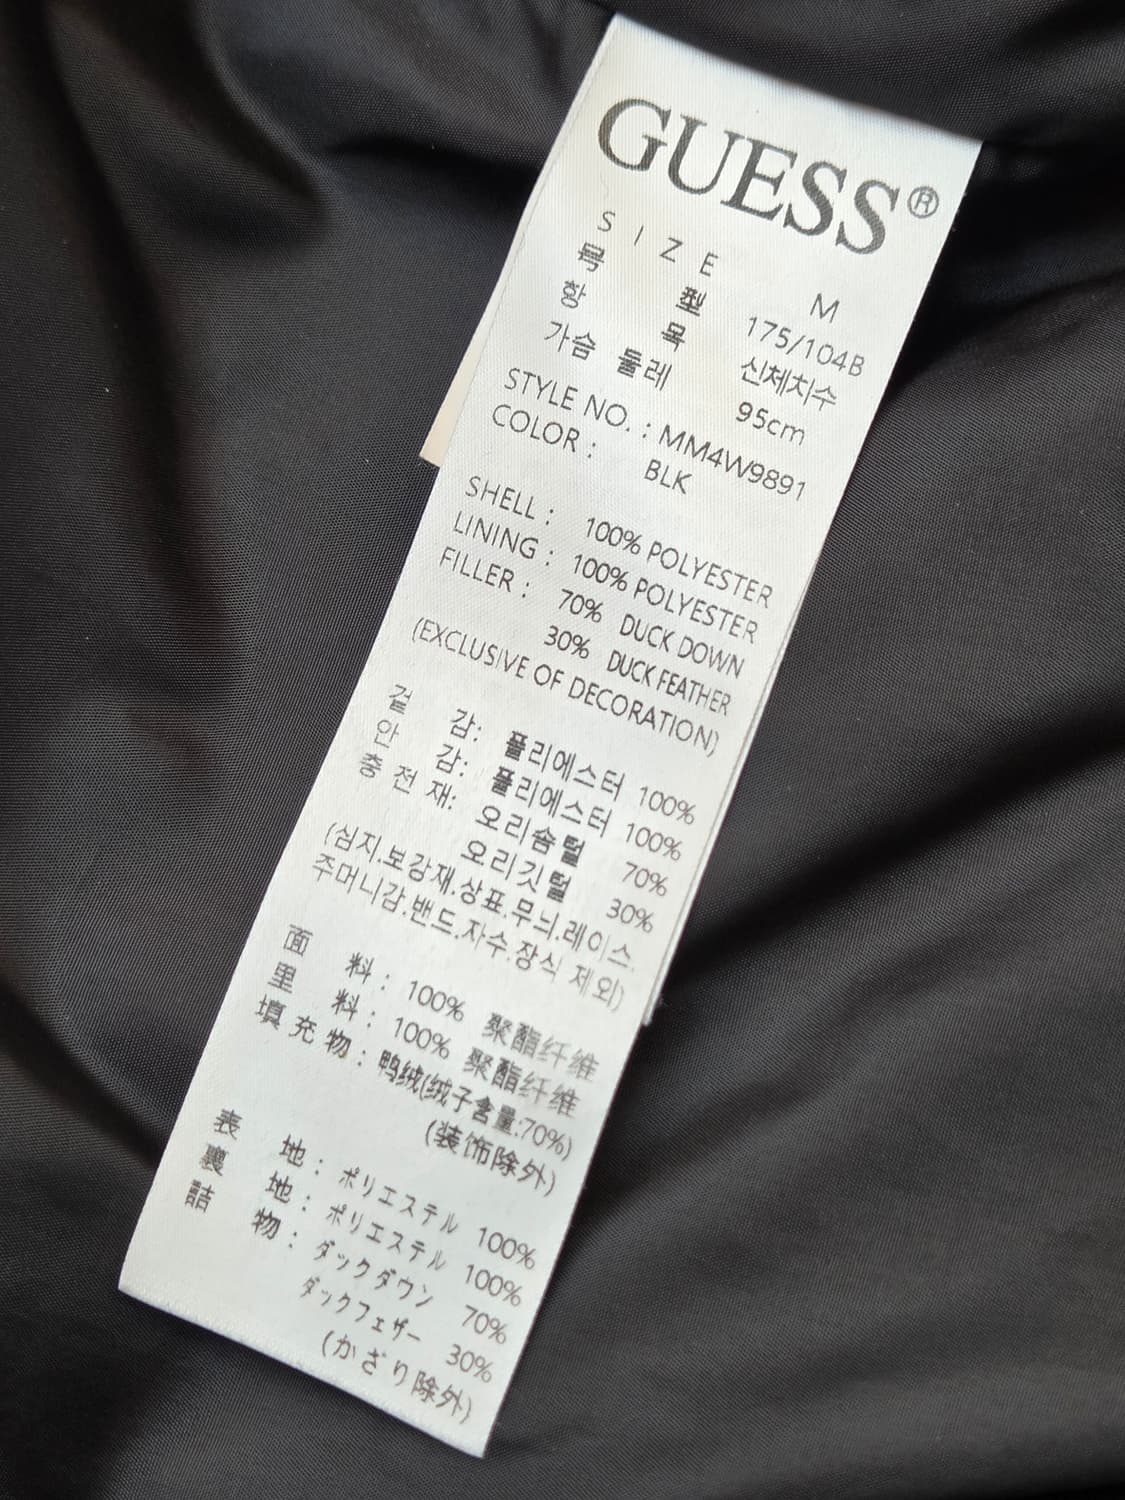 GUESS®
SIZE M
号 型 175/104B
항 목 신체치수
가슴 둘레 95cm
STYLE NO. : MM4W9891
COLOR : BLK
SHELL : 100% POLYESTER
LINING : 100% POLYESTER
FILLER : 70% DUCK DOWN
30% DUCK FEATHER
(EXCLUSIVE OF DECORATION)
겉 감: 폴리에스터 100%
안 감: 폴리에스터 100%
충 전 재: 오리솜털 70%
오리깃털 30%
(심지.보강재.상표.무늬.레이스.
주머니감.밴드.자수.장식 제외)
面 料 : 100% 聚酯纤维
里 料 : 100% 聚酯纤维
填 充 物 : 鸭绒(绒子含量:70%)
(装饰除外)
表 地 : ポリエステル 100%
裏 地 : ポリエステル 100%
詰 物 : ダックダウン 70%
ダックフェザー 30%
(かざり除外)